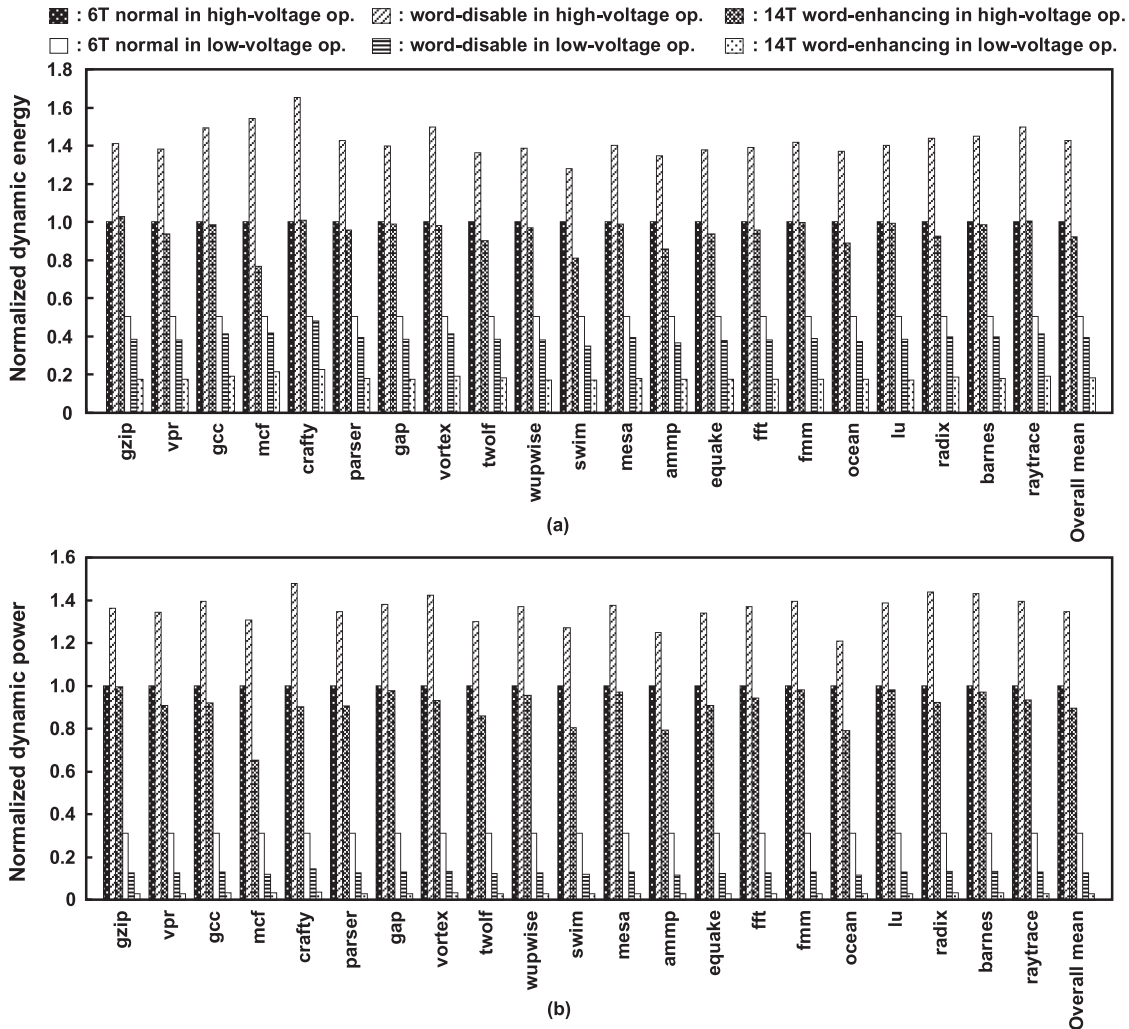 : 6T normal in high-voltage op. : word-disable in high-voltage op. : 14T word-enhancing in high-voltage op.
: 6T normal in low-voltage op. : word-disable in low-voltage op. : 14T word-enhancing in low-voltage op.
Normalized dynamic energy
1.8
1.6
1.4
1.2
1.0
0.8
0.6
0.4
0.2
0
gzip
vpr
gcc
mcf
crafty
parser
gap
vortex
twolf
wupwise
swim
mesa
ammp
equake
fft
fmm
ocean
lu
radix
barnes
raytrace
Overall mean
(a)
Normalized dynamic power
1.6
1.4
1.2
1.0
0.8
0.6
0.4
0.2
0
gzip
vpr
gcc
mcf
crafty
parser
gap
vortex
twolf
wupwise
swim
mesa
ammp
equake
fft
fmm
ocean
lu
radix
barnes
raytrace
Overall mean
(b)